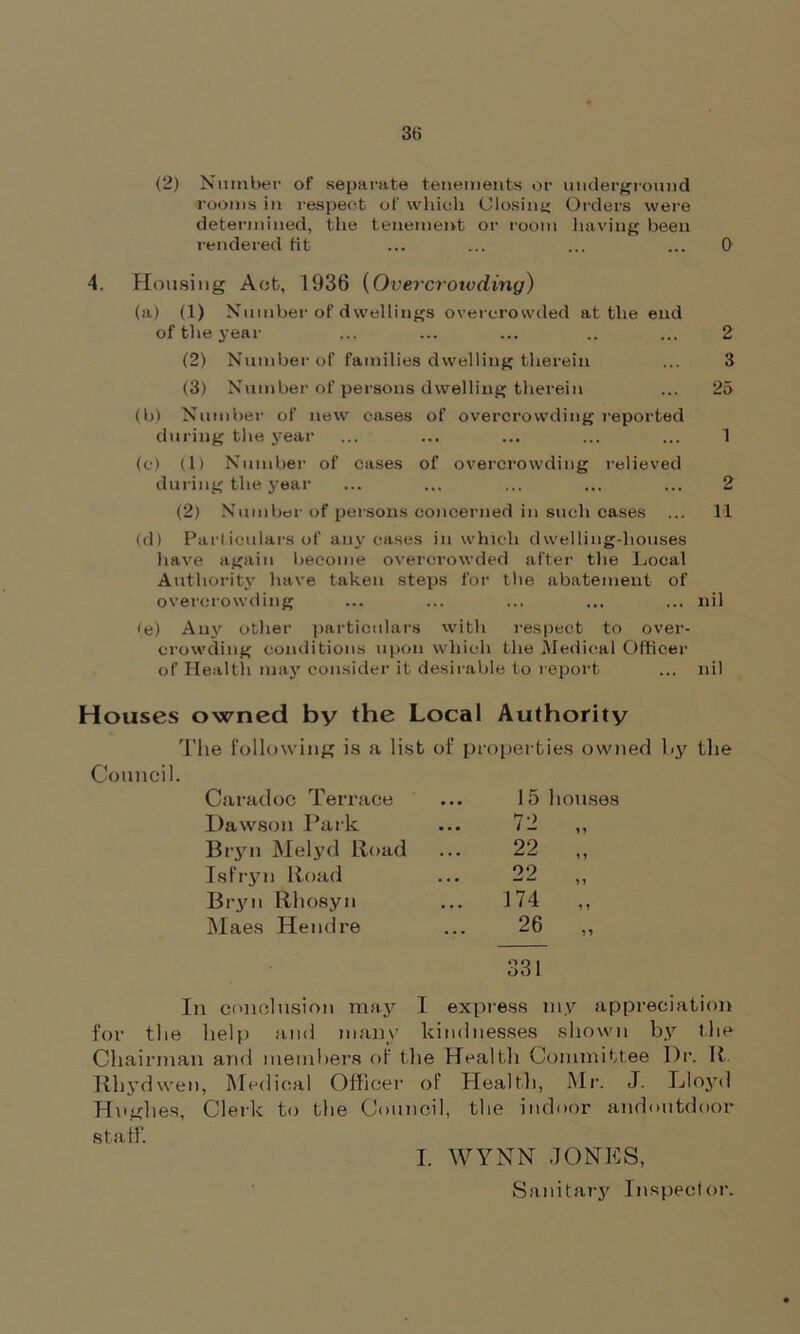 36
(2) Number of separate tenements or underground
rooms in respect of which Closing Orders were
determined, the tenement or room having been
rendered fit ... ... ... ... 0
4. Housing Act, 1936 (Overcrowding)
(a) (1) Number of dwellings overcrowded at the end
of the year ... ... ... .. ... 2
(2) Number of families dwelling therein ... 3
(3) Number of persons dwelling therein ... 25
(b) Number of new cases of overcrowding reported
during the year ... ... ... ... ... 1
(c) (1) Number of cases of overcrowding relieved
during the year ... ... ... ... ... 2
(2) Number of persons concerned in such cases ... 11
(d) Particulars of any cases in which dwelling-houses
have again become overcrowded after the Local
Authority have taken steps for the abatement of
overcrowding ... ... ... ... ... nil
(e) Any other particulars with respect to over-
crowding conditions upon which the Medical Officer
of Health may consider it desirable to report ... nil
Houses owned by the Local Authority
The following is a list of properties owned by the
Council.
Caradoc Terrace ... 15 houses
Dawson Park ... 72 ,,
Bryn Melyd Road ... 22 ,,
Isfryn Road ... 22 ,,
Bryn Rhosyn ... 174 ,,
Maes Hendre ... 26 ,,
331
In conclusion may I express my appreciation
for the help and many kindnesses shown by the
Chairman and members of the Health Committee Dr. R.
Rhydwen, Medical Officer of Health, Mr. J. Lloyd
Hughes, Clerk to the Council, the indoor andoutdoor
staff.
I. WYNN JONES,
Sanitary Inspector.